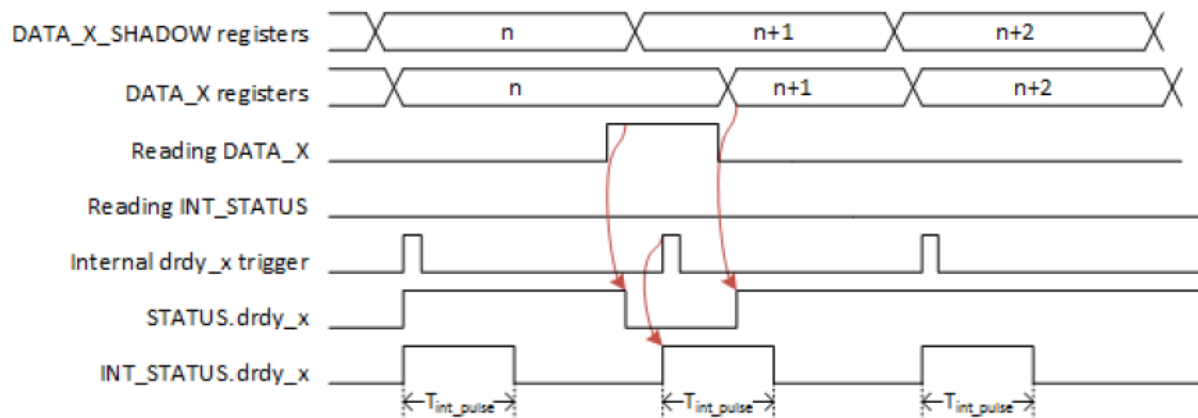 DATA_X_SHADOW registers n n+1 n+2
DATA_X registers n n+1 n+2
Reading DATA_X
Reading INT_STATUS
Internal drdy_x trigger
STATUS.drdy_x
INT_STATUS.drdy_x
Tint_pulse Tint_pulse Tint_pulse